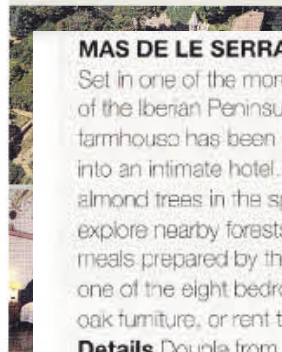 MAS DE LE SERRA
Set in one of the mor
of the Iberian Peninsu
farmhouse has been
into an intimate hotel.
almond trees in the sp
explore nearby forests
meals prepared by th
one of the eight bedro
oak furniture, or rent t
Details Double from